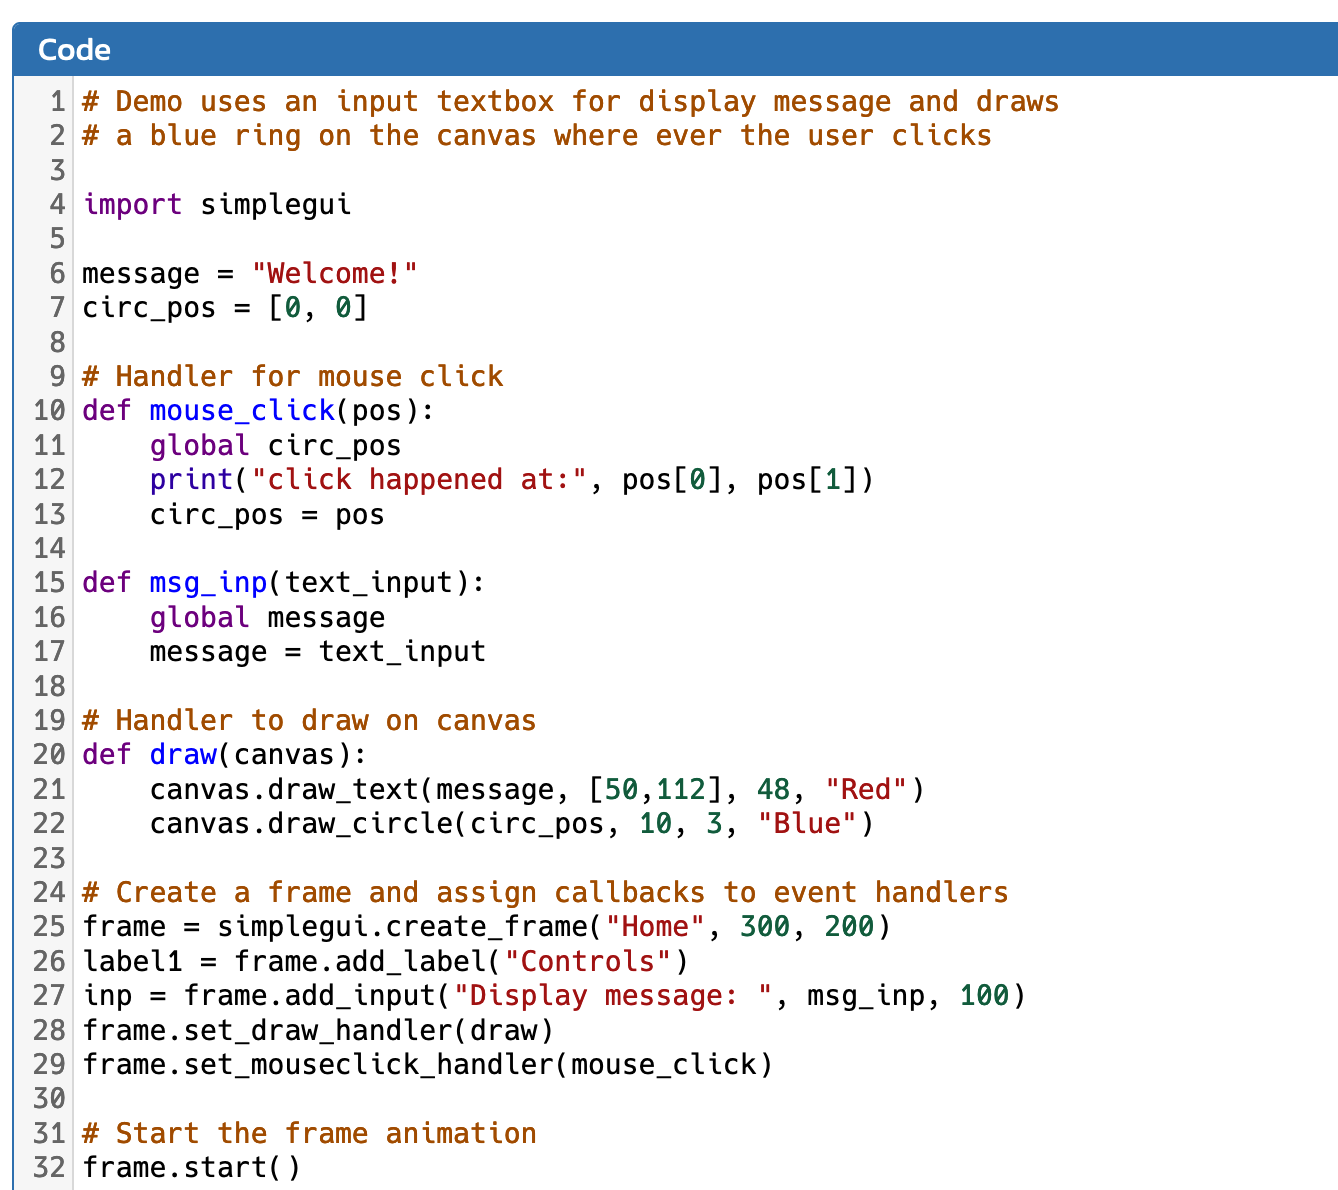 Code
1 # Demo uses an input textbox for display message and draws
2 # a blue ring on the canvas where ever the user clicks
3
4 import simplegui
5
6 message = "Welcome!"
7 circ_pos = [0, 0]
8
9 # Handler for mouse click
10 def mouse_click(pos):
11     global circ_pos
12     print("click happened at:", pos[0], pos[1])
13     circ_pos = pos
14
15 def msg_inp(text_input):
16     global message
17     message = text_input
18
19 # Handler to draw on canvas
20 def draw(canvas):
21     canvas.draw_text(message, [50,112], 48, "Red")
22     canvas.draw_circle(circ_pos, 10, 3, "Blue")
23
24 # Create a frame and assign callbacks to event handlers
25 frame = simplegui.create_frame("Home", 300, 200)
26 label1 = frame.add_label("Controls")
27 inp = frame.add_input("Display message: ", msg_inp, 100)
28 frame.set_draw_handler(draw)
29 frame.set_mouseclick_handler(mouse_click)
30
31 # Start the frame animation
32 frame.start()